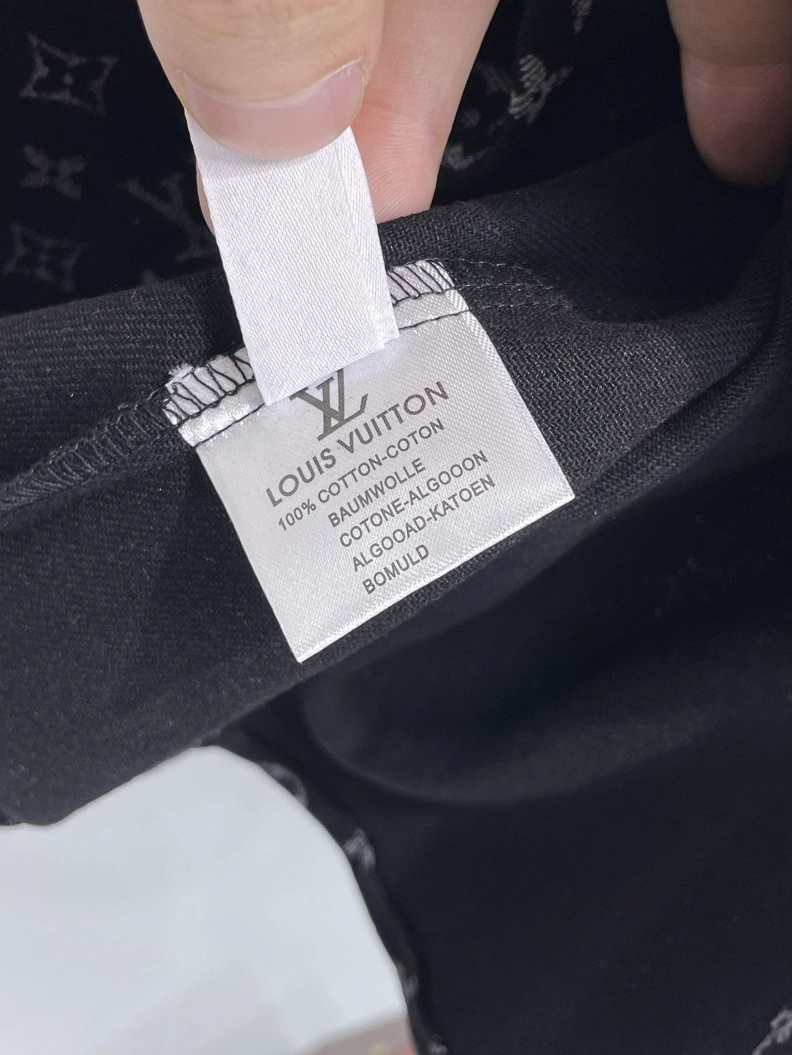 LV
LOUIS VUITTON
100% COTTON-COTON
BAUMWOLLE
COTONE-ALGOOON
ALGOOAD-KATOEN
BOMULD